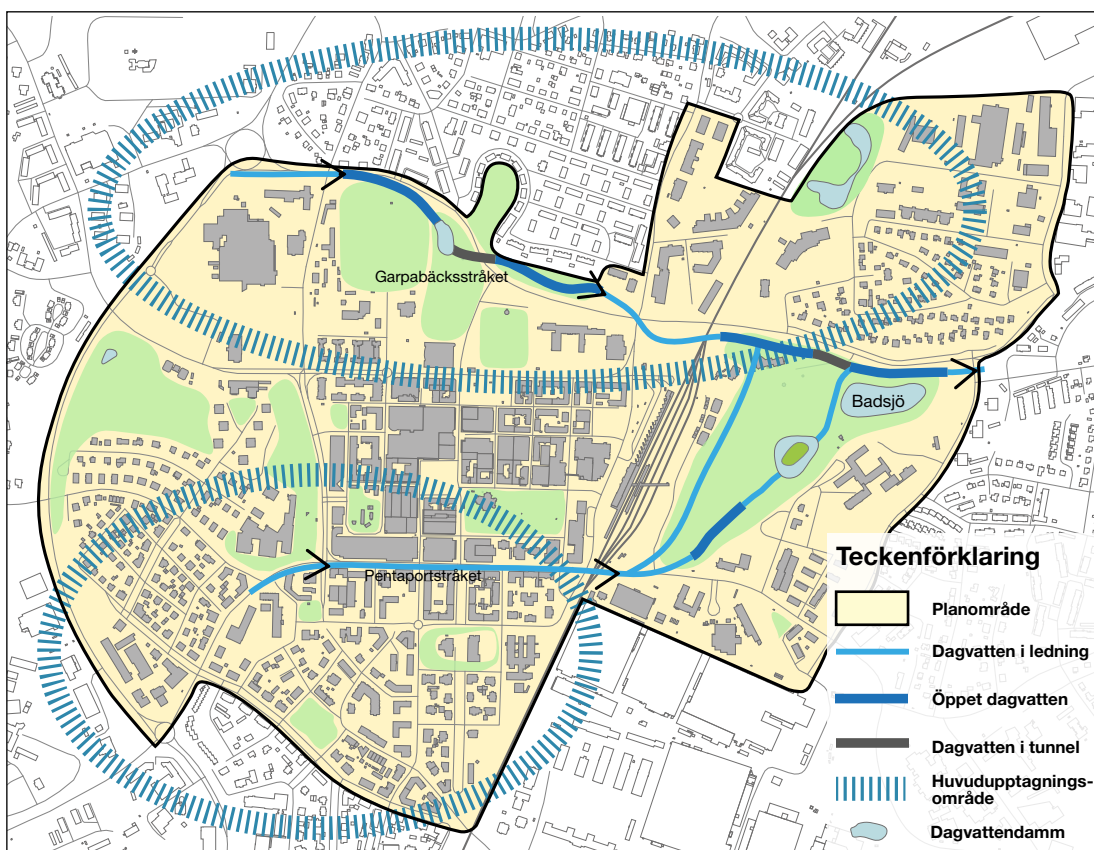 Garpabäcksstråket
Badsjö
Pentaportstråket
Teckenförklaring
Planområde
Dagvatten i ledning
Öppet dagvatten
Dagvatten i tunnel
Huvudupptagnings-
område
Dagvattendamm